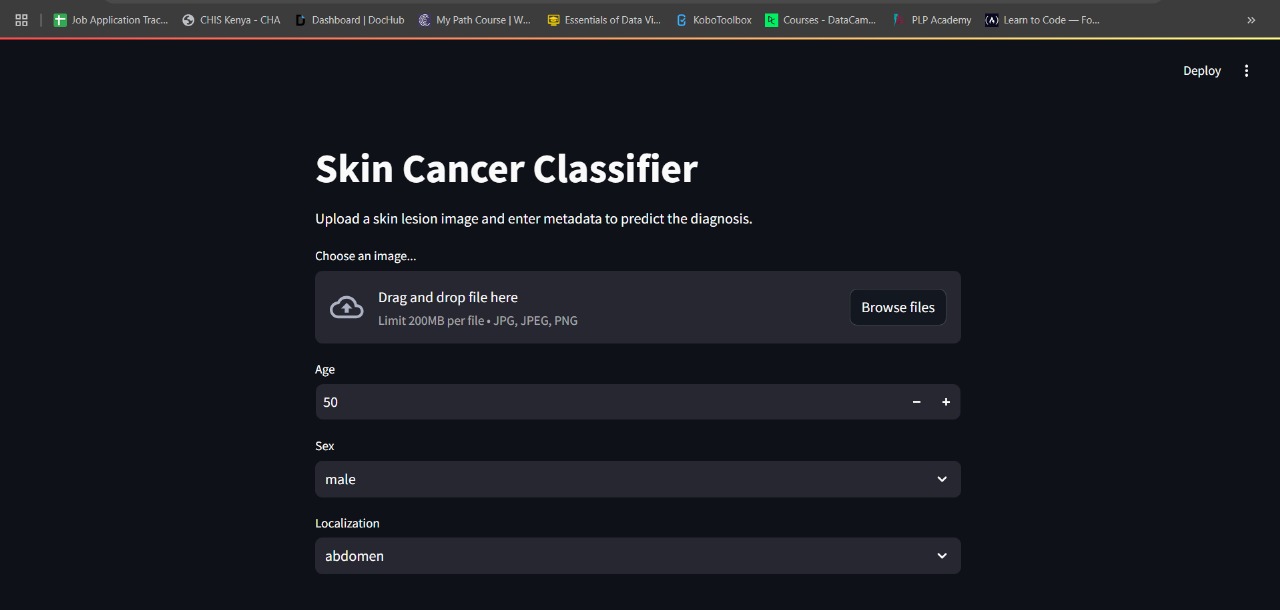 Job Application Trac... CHIS Kenya - CHA Dashboard | DocHub My Path Course | W... Essentials of Data Vi... KoboToolbox Courses - DataCam... PLP Academy Learn to Code — Fo... »
Deploy
Skin Cancer Classifier
Upload a skin lesion image and enter metadata to predict the diagnosis.
Choose an image...
Drag and drop file here
Limit 200MB per file • JPG, JPEG, PNG
Browse files
Age
50
Sex
male
Localization
abdomen